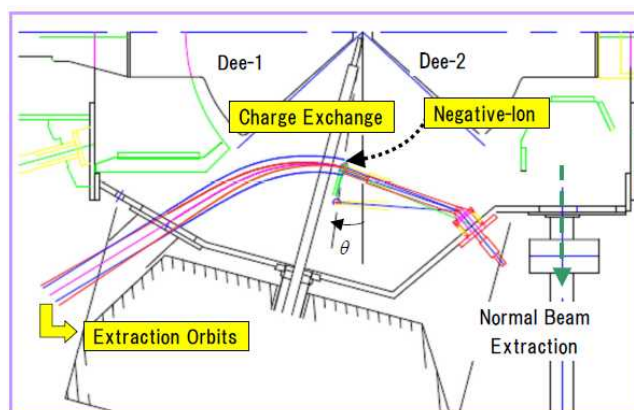 Dee-1
Dee-2
Charge Exchange
Negative-Ion
θ
Extraction Orbits
Normal Beam
Extraction